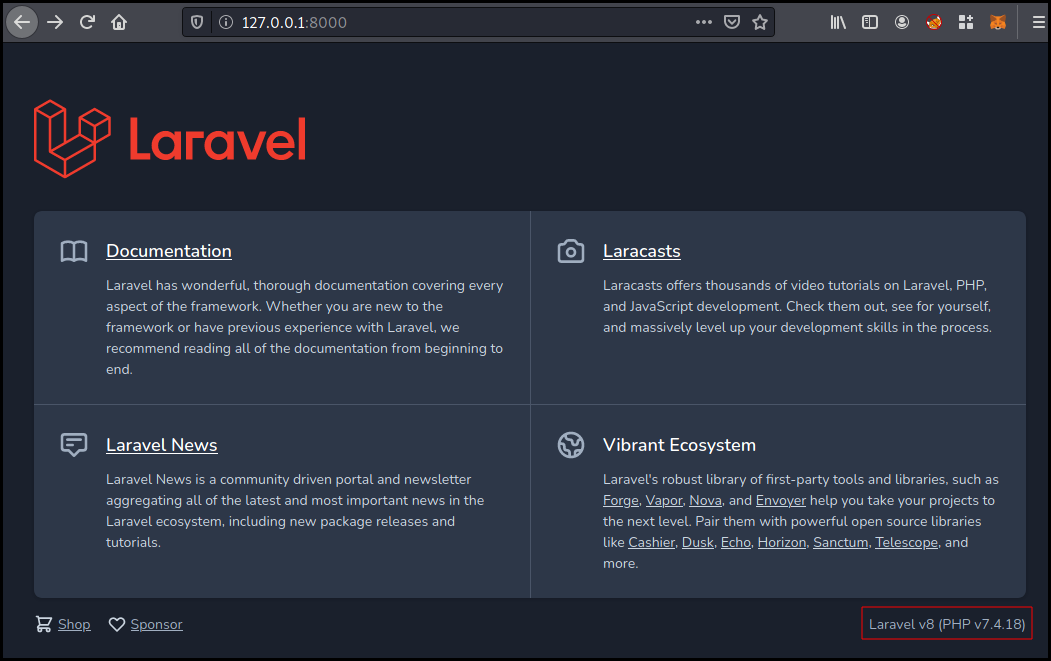 127.0.0.1:8000
Laravel
Documentation
Laravel has wonderful, thorough documentation covering every
aspect of the framework. Whether you are new to the
framework or have previous experience with Laravel, we
recommend reading all of the documentation from beginning to
end.
Laracasts
Laracasts offers thousands of video tutorials on Laravel, PHP,
and JavaScript development. Check them out, see for yourself,
and massively level up your development skills in the process.
Laravel News
Laravel News is a community driven portal and newsletter
aggregating all of the latest and most important news in the
Laravel ecosystem, including new package releases and
tutorials.
Vibrant Ecosystem
Laravel's robust library of first-party tools and libraries, such as
Forge, Vapor, Nova, and Envoyer help you take your projects to
the next level. Pair them with powerful open source libraries
like Cashier, Dusk, Echo, Horizon, Sanctum, Telescope, and
more.
Shop Sponsor
Laravel v8 (PHP v7.4.18)